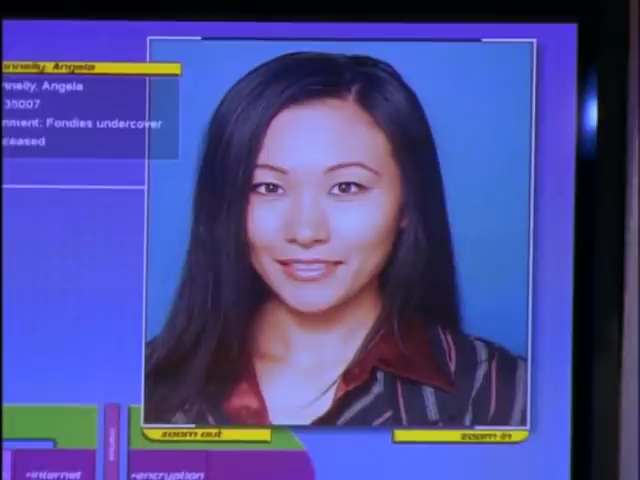 nnelly, Angela
nnelly, Angela
35007
nment: Fondies undercover
ceased
zoom out
zoom in
+internet
+encryption